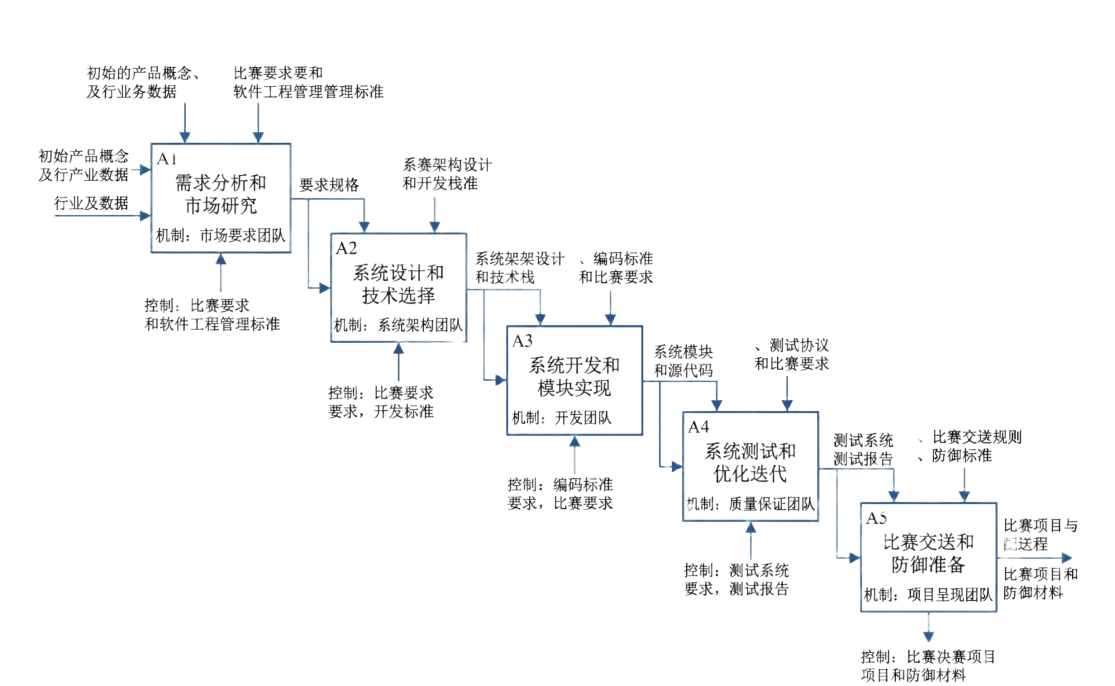 初始的产品概念、
及行业务数据
比赛要求要和
软件工程管理管理标准
初始产品概念
及行产业数据
行业及数据
A1
需求分析和
市场研究
机制：市场要求团队
控制：比赛要求
和软件工程管理标准
要求规格
系赛架构设计
和开发栈准
A2
系统设计和
技术选择
机制：系统架构团队
控制：比赛要求
要求，开发标准
系统架架设计
和技术栈
、编码标准
和比赛要求
A3
系统开发和
模块实现
机制：开发团队
控制：编码标准
要求，比赛要求
系统模块
和源代码
、测试协议
和比赛要求
A4
系统测试和
优化迭代
机制：质量保证团队
控制：测试系统
要求，测试报告
测试系统
测试报告
、比赛交送规则
、防御标准
A5
比赛交送和
防御准备
机制：项目呈现团队
比赛项目与
送程
比赛项目和
防御材料
控制：比赛决赛项目
项目和防御材料